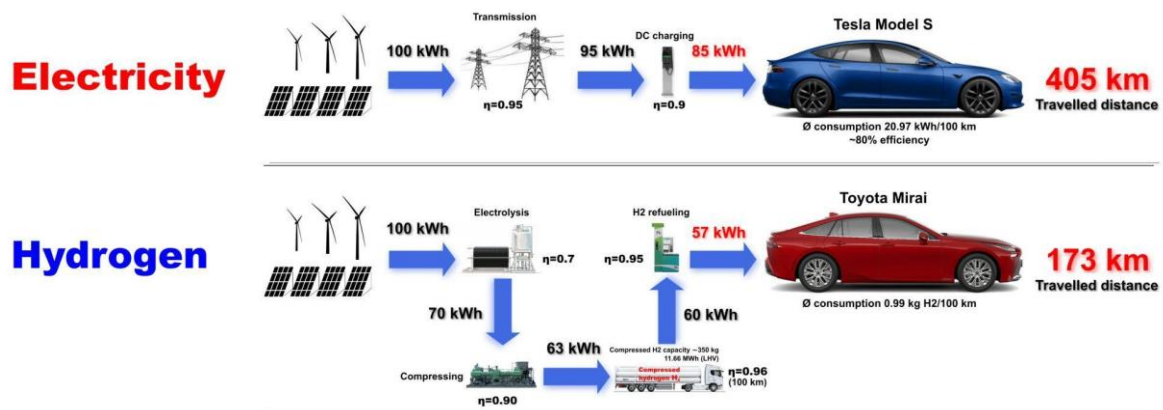 Electricity
100 kWh
Transmission
η=0.95
95 kWh
DC charging
η=0.9
85 kWh
Tesla Model S
Ø consumption 20.97 kWh/100 km
~80% efficiency
405 km
Travelled distance
Hydrogen
100 kWh
Electrolysis
η=0.7
70 kWh
Compressing
η=0.90
63 kWh
Compressed H2 capacity ~350 kg
11.66 MWh (LHV)
Compressed
hydrogen H₂
η=0.96
(100 km)
60 kWh
H2 refueling
η=0.95
57 kWh
Toyota Mirai
Ø consumption 0.99 kg H2/100 km
173 km
Travelled distance